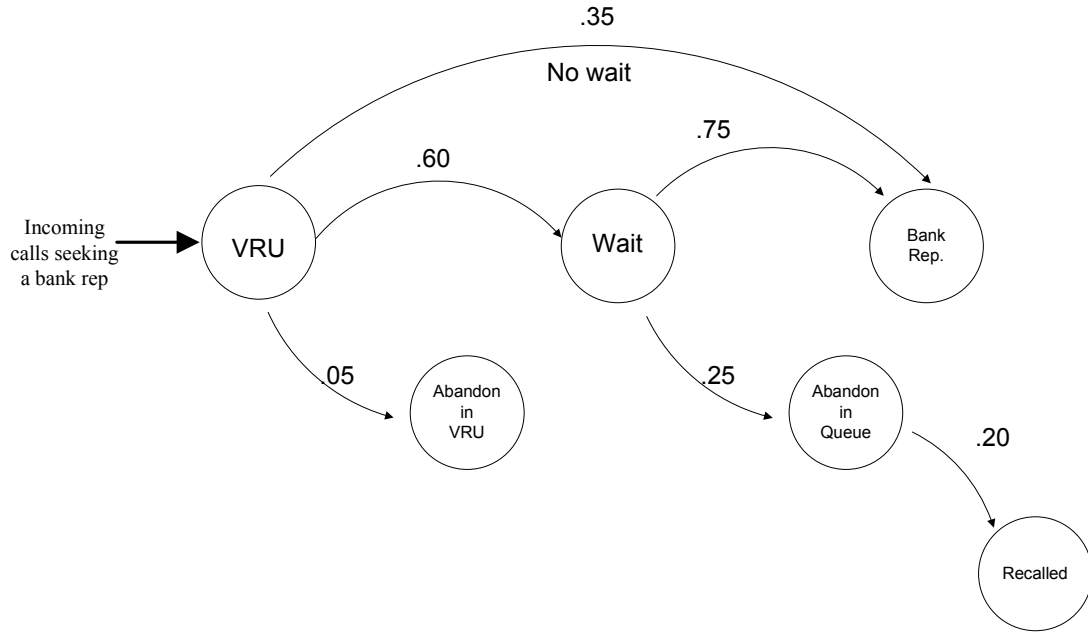 .35
No wait
.75
.60
Incoming
calls seeking
a bank rep
VRU
Wait
Bank
Rep.
.05
Abandon
in
VRU
.25
Abandon
in
Queue
.20
Recalled